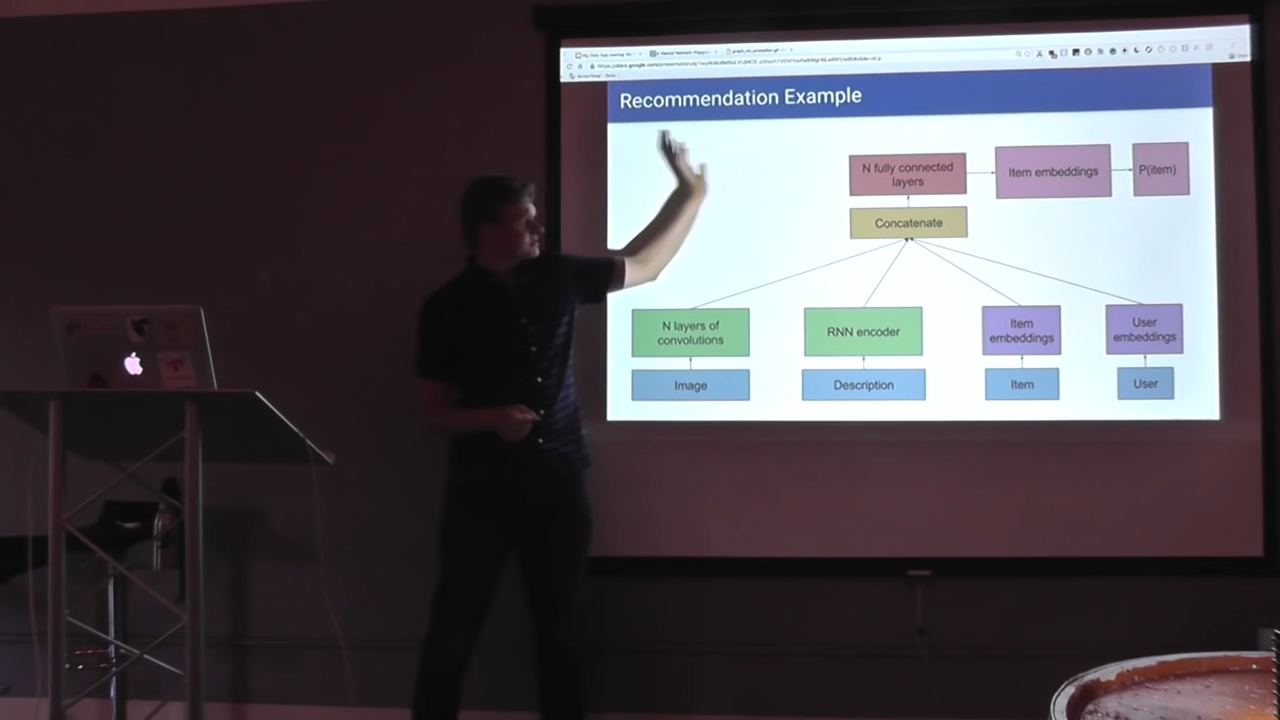 Recommendation Example
N fully connected
layers
Item embeddings
P(item)
Concatenate
N layers of
convolutions
RNN encoder
Item
embeddings
User
embeddings
Image
Description
Item
User